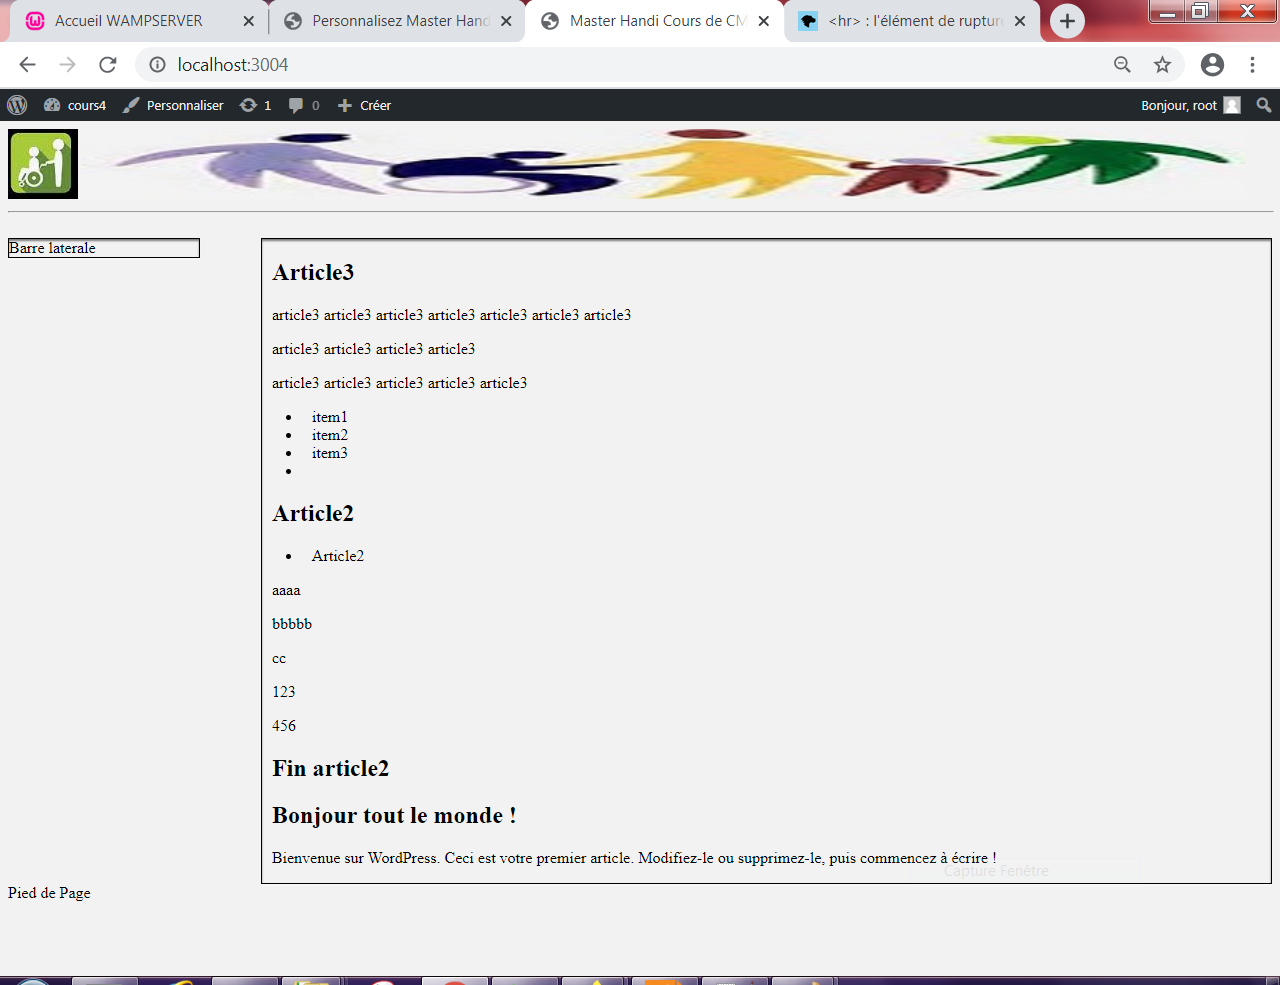 Accueil WAMPSERVER
Personnalisez Master Hand
Master Handi Cours de CM
<hr> : l'élément de rupture
localhost:3004
cours4 Personnaliser 1 0 Créer Bonjour, root
Barre laterale
Article3
article3 article3 article3 article3 article3 article3 article3
article3 article3 article3 article3
article3 article3 article3 article3 article3
item1
item2
item3
Article2
Article2
aaaa
bbbbb
cc
123
456
Fin article2
Bonjour tout le monde !
Bienvenue sur WordPress. Ceci est votre premier article. Modifiez-le ou supprimez-le, puis commencez à écrire !
Capture Fenêtre
Pied de Page